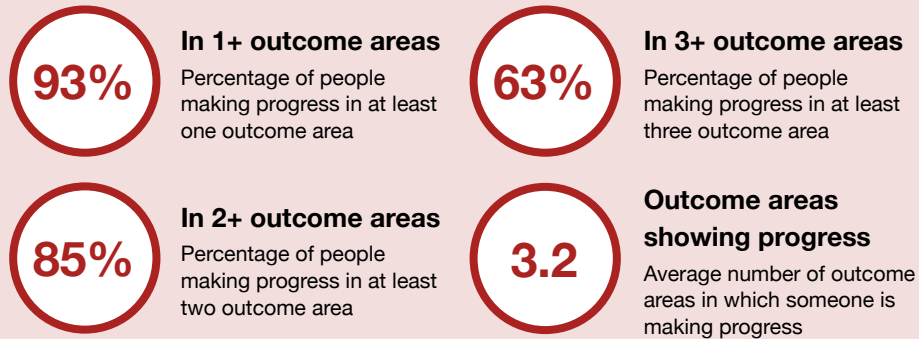 93%
In 1+ outcome areas
Percentage of people
making progress in at least
one outcome area
63%
In 3+ outcome areas
Percentage of people
making progress in at least
three outcome area
85%
In 2+ outcome areas
Percentage of people
making progress in at least
two outcome area
3.2
Outcome areas
showing progress
Average number of outcome
areas in which someone is
making progress